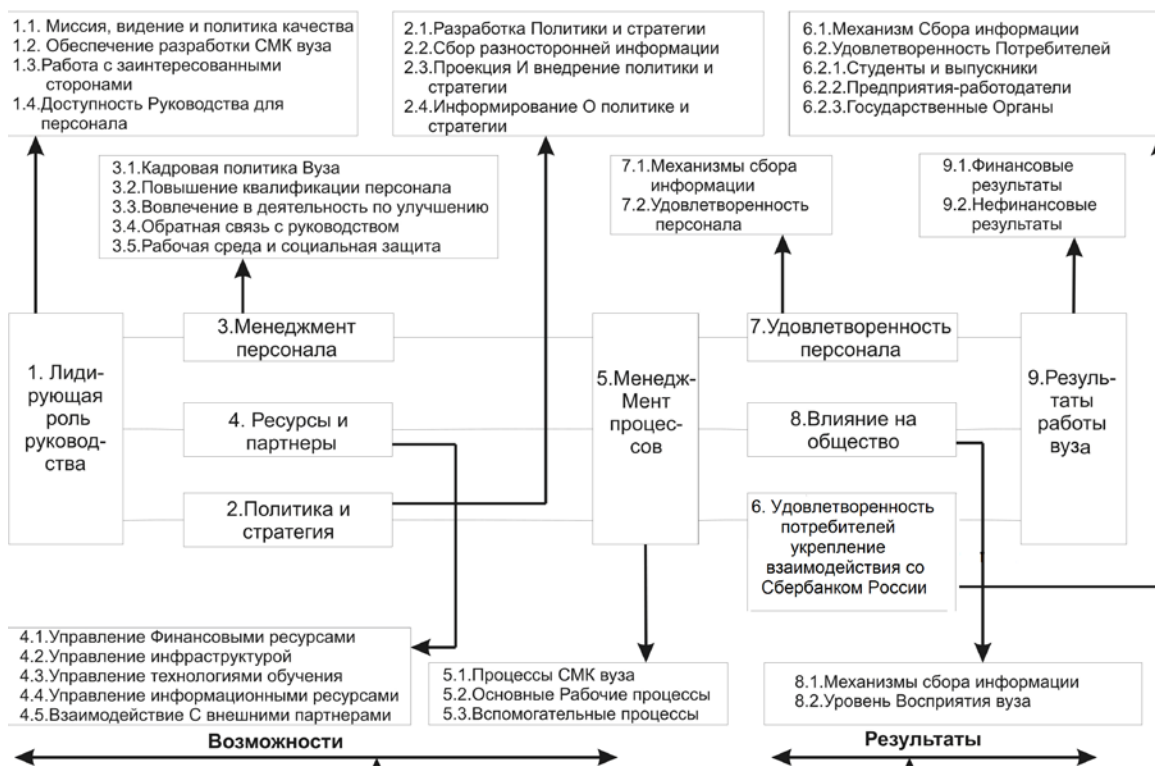 1.1. Миссия, видение и политика качества
1.2. Обеспечение разработки СМК вуза
1.3.Работа с заинтересованными
сторонами
1.4.Доступность Руководства для
персонала
2.1.Разработка Политики и стратегии
2.2.Сбор разносторонней информации
2.3.Проекция И внедрение политики и
стратегии
2.4.Информирование О политике и
стратегии
6.1.Механизм Сбора информации
6.2.Удовлетворенность Потребителей
6.2.1.Студенты и выпускники
6.2.2.Предприятия-работодатели
6.2.3.Государственные Органы
3.1.Кадровая политика Вуза
3.2.Повышение квалификации персонала
3.3.Вовлечение в деятельность по улучшению
3.4.Обратная связь с руководством
3.5.Рабочая среда и социальная защита
7.1.Механизмы сбора
информации
7.2.Удовлетворенность
персонала
9.1.Финансовые
результаты
9.2.Нефинансовые
результаты
1. Лиди-
рующая
роль
руковод-
ства
3.Менеджмент
персонала
4. Ресурсы и
партнеры
2.Политика и
стратегия
5.Менедж-
Мент
процес-
сов
7.Удовлетворенность
персонала
8.Влияние на
общество
6. Удовлетворенность
потребителей
укрепление
взаимодействия со
Сбербанком России
9.Резуль-
таты
работы
вуза
4.1.Управление Финансовыми ресурсами
4.2.Управление инфраструктурой
4.3.Управление технологиями обучения
4.4.Управление информационными ресурсами
4.5.Взаимодействие С внешними партнерами
5.1.Процессы СМК вуза
5.2.Основные Рабочие процессы
5.3.Вспомогательные процессы
8.1.Механизмы сбора информации
8.2.Уровень Восприятия вуза
Возможности
Результаты